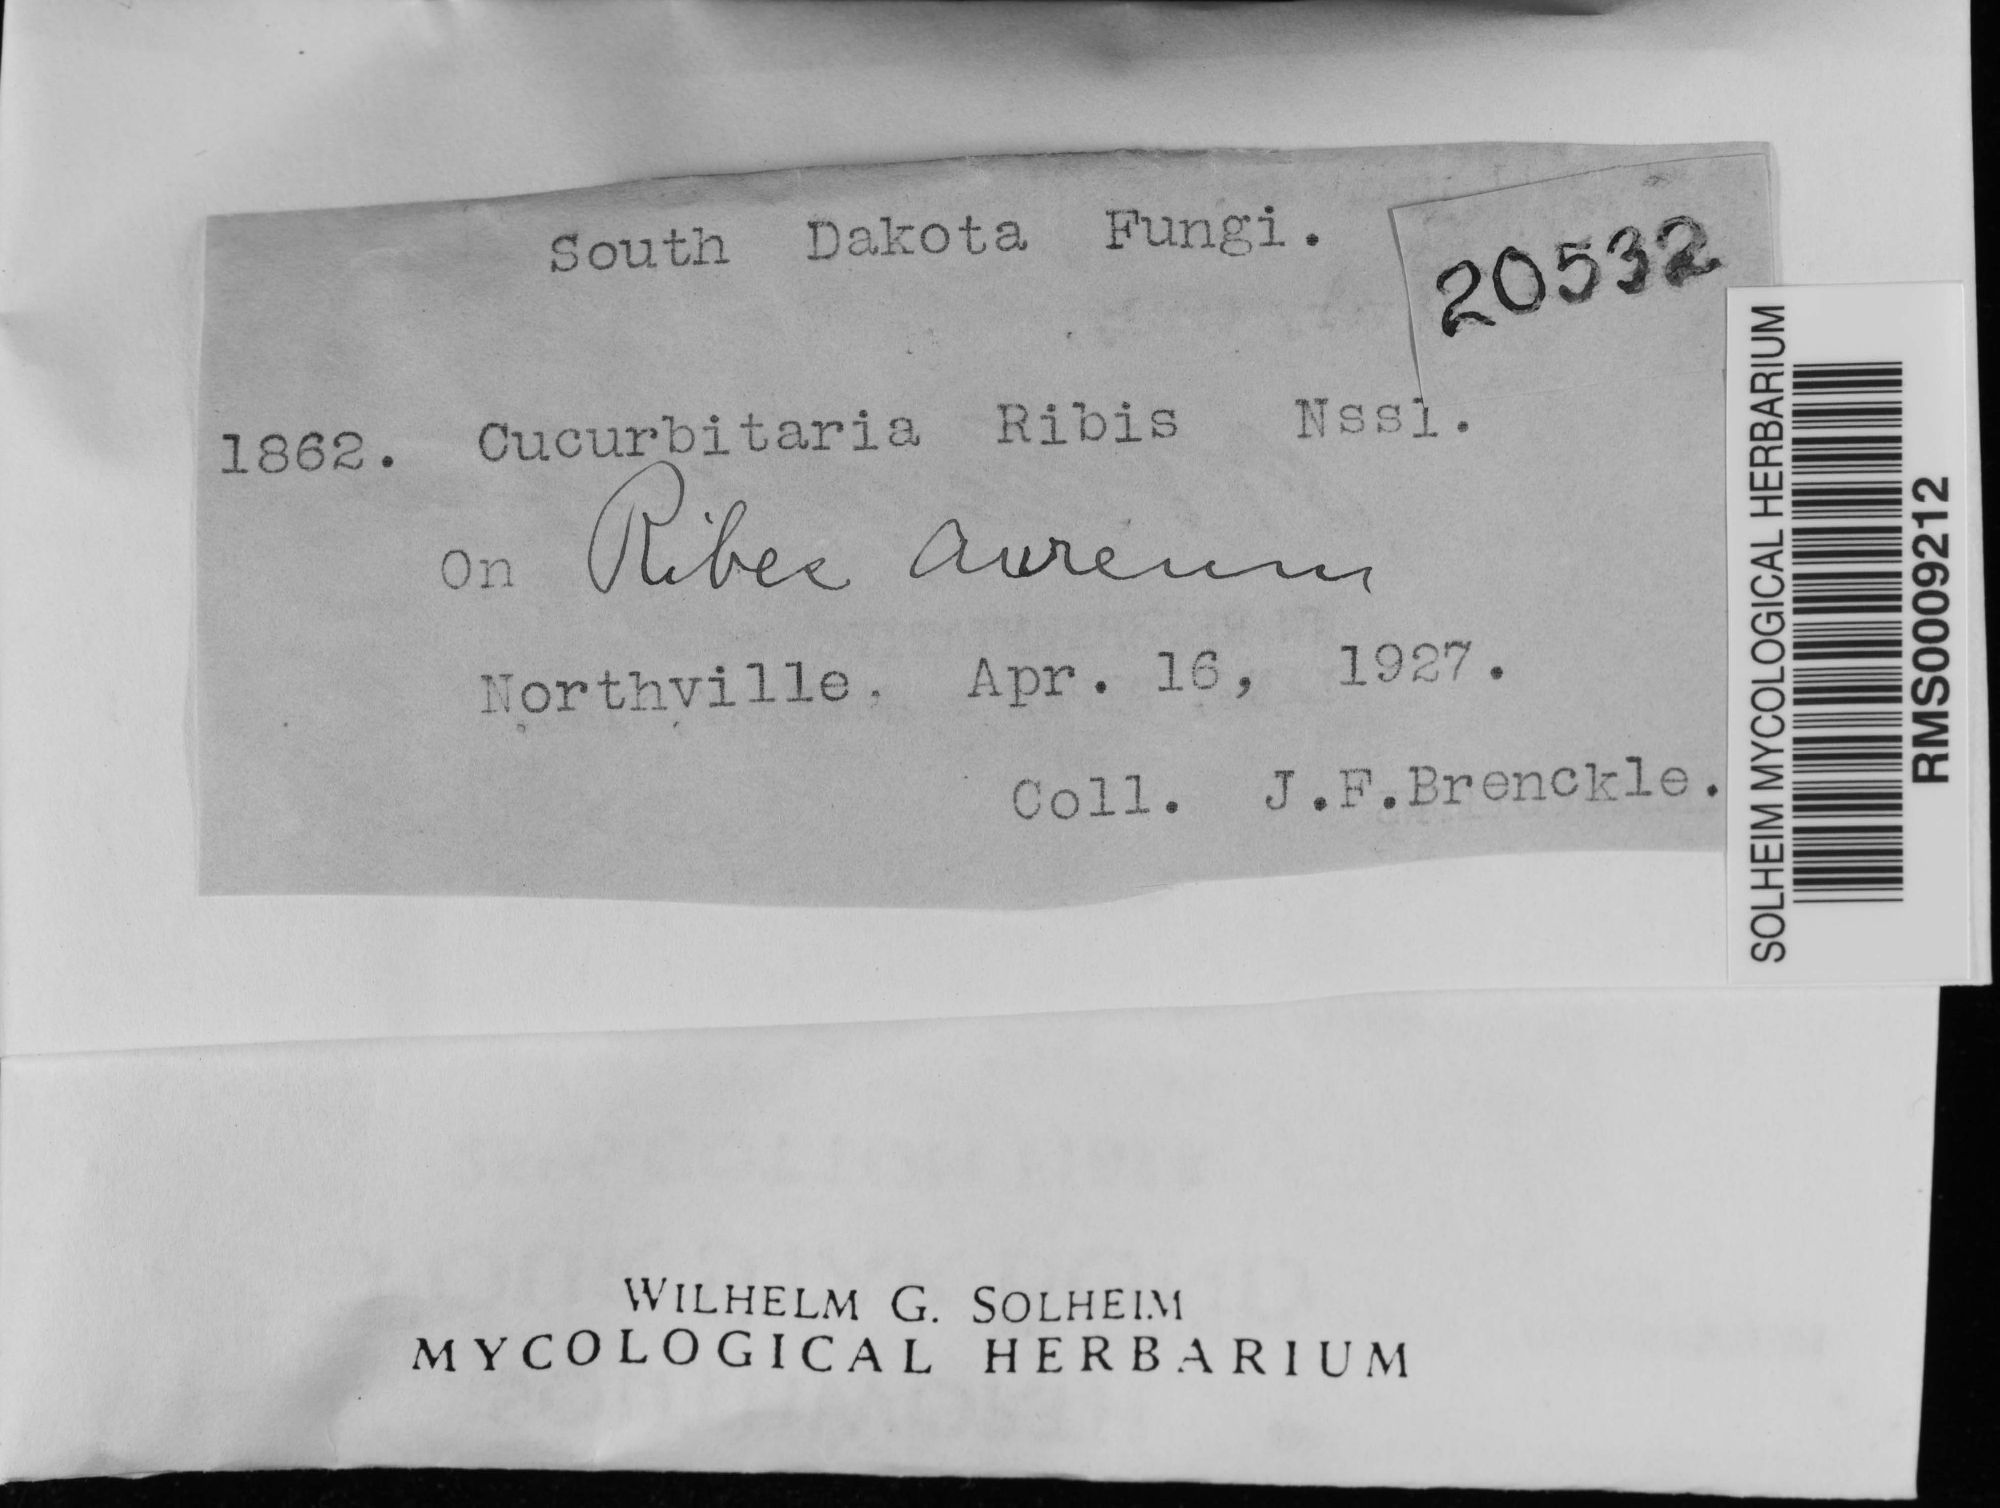 South Dakota Fungi.
20532
1862. Cucurbitaria Ribis Nssl.
On Ribes aureum
Northville, Apr. 16, 1927.
Coll. J.F.Brenckle.
SOLHEIM MYCOLOGICAL HERBARIUM
RMS0009212
WILHELM G. SOLHEIM
MYCOLOGICAL HERBARIUM